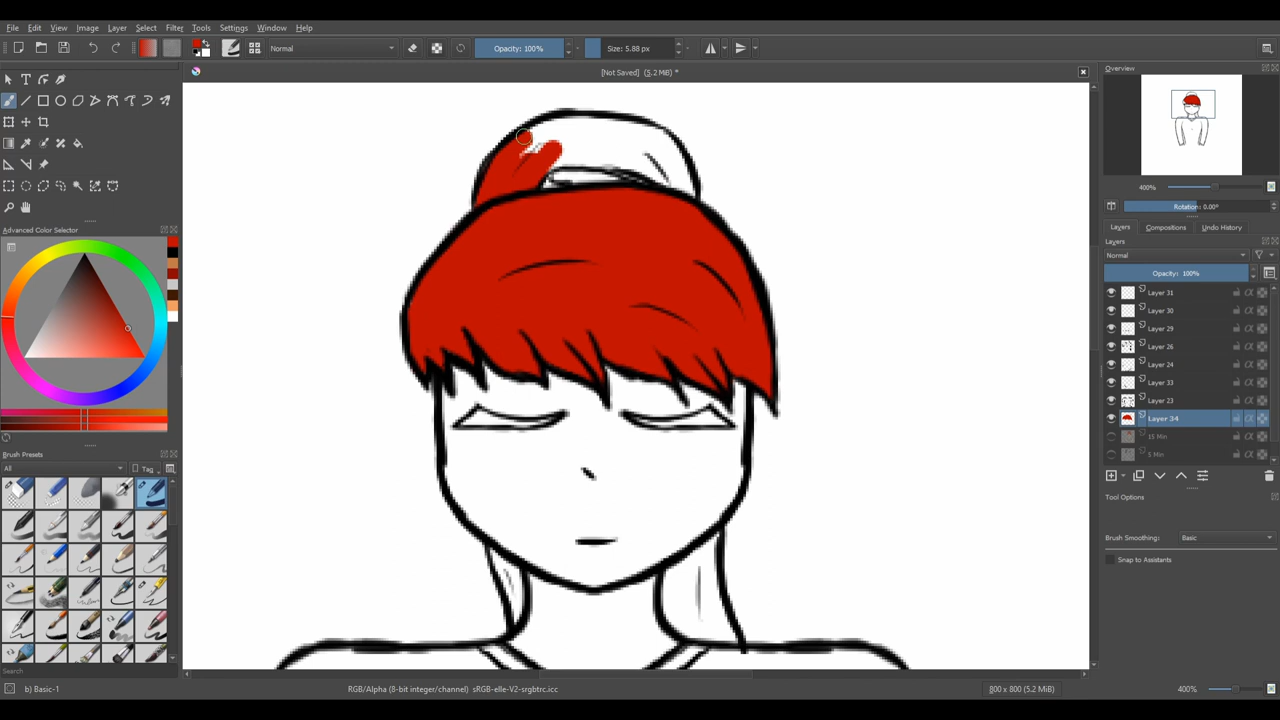 File Edit View Image Layer Select Filter Tools Settings Window Help
Normal Opacity: 100% Size: 5.88 px
[Not Saved] (5.2 MiB) *
Overview
400%
Rotation: 0.00°
Layers Compositions Undo History
Layers
Normal
Opacity: 100%
Layer 31
Layer 30
Layer 29
Layer 26
Layer 24
Layer 33
Layer 23
Layer 34
15 Min
5 Min
Tool Options
Brush Smoothing: Basic
Snap to Assistants
Advanced Color Selector
Brush Presets
All Tag
Search
b) Basic-1
RGB/Alpha (8-bit integer/channel) sRGB-elle-V2-srgbtrc.icc
800 x 800 (5.2 MiB)
400%